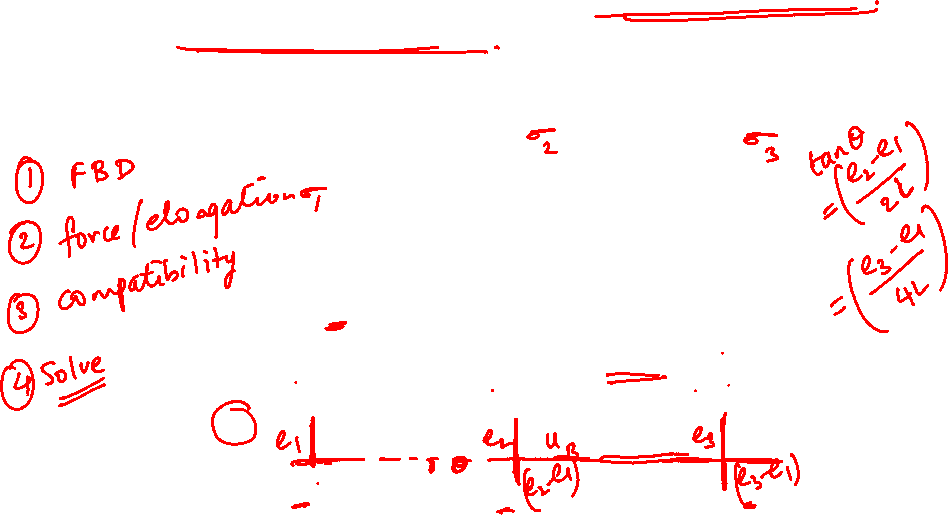 ① FBD
② force/elongation σ₁
③ compatibility
④ Solve
σ₂
σ₃
tanθ
= (e₂-e₁ / 2L)
= (e₃-e₁ / 4L)
e₁ θ e₂ u_B e₃
(e₂-e₁) (e₃-e₁)